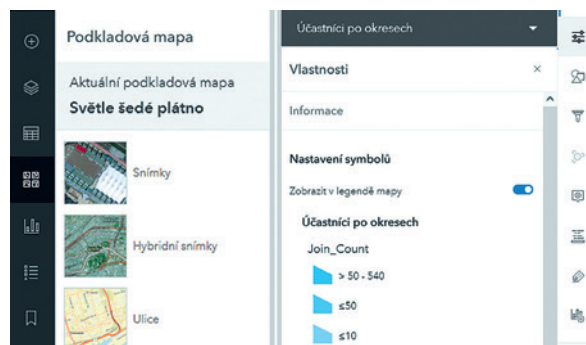 Podkladová mapa
Aktuální podkladová mapa
Světle šedé plátno
Snímky
Hybridní snímky
Ulice
Účastníci po okresech
Vlastnosti
Informace
Nastavení symbolů
Zobrazit v legendě mapy
Účastníci po okresech
Join_Count
> 50 - 540
≤50
≤10